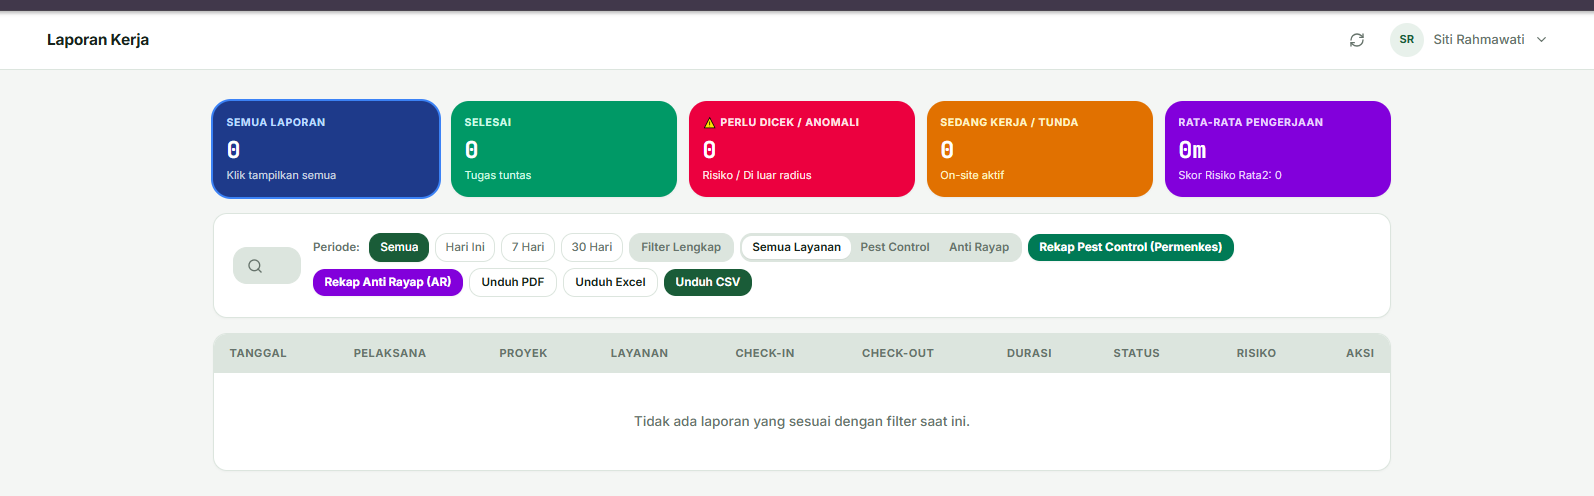 Laporan Kerja
SR Siti Rahmawati
SEMUA LAPORAN
0
Klik tampilkan semua
SELESAI
0
Tugas tuntas
⚠ PERLU DICEK / ANOMALI
0
Risiko / Di luar radius
SEDANG KERJA / TUNDA
0
On-site aktif
RATA-RATA PENGERJAAN
0m
Skor Risiko Rata2: 0
Periode: Semua Hari Ini 7 Hari 30 Hari Filter Lengkap Semua Layanan Pest Control Anti Rayap Rekap Pest Control (Permenkes)
Rekap Anti Rayap (AR) Unduh PDF Unduh Excel Unduh CSV
TANGGAL PELAKSANA PROYEK LAYANAN CHECK-IN CHECK-OUT DURASI STATUS RISIKO AKSI
Tidak ada laporan yang sesuai dengan filter saat ini.